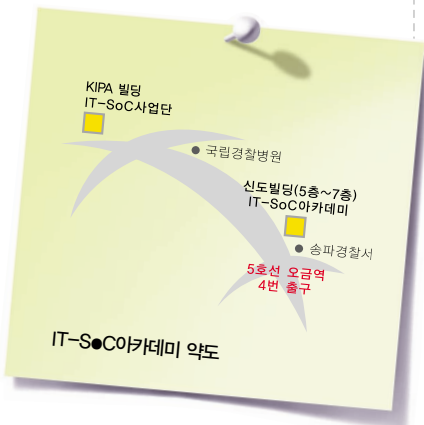 KIPA 빌딩
IT-SoC사업단
국립경찰병원
신도빌딩(5층~7층)
IT-SoC아카데미
송파경찰서
5호선 오금역
4번 출구
IT-S●C아카데미 약도